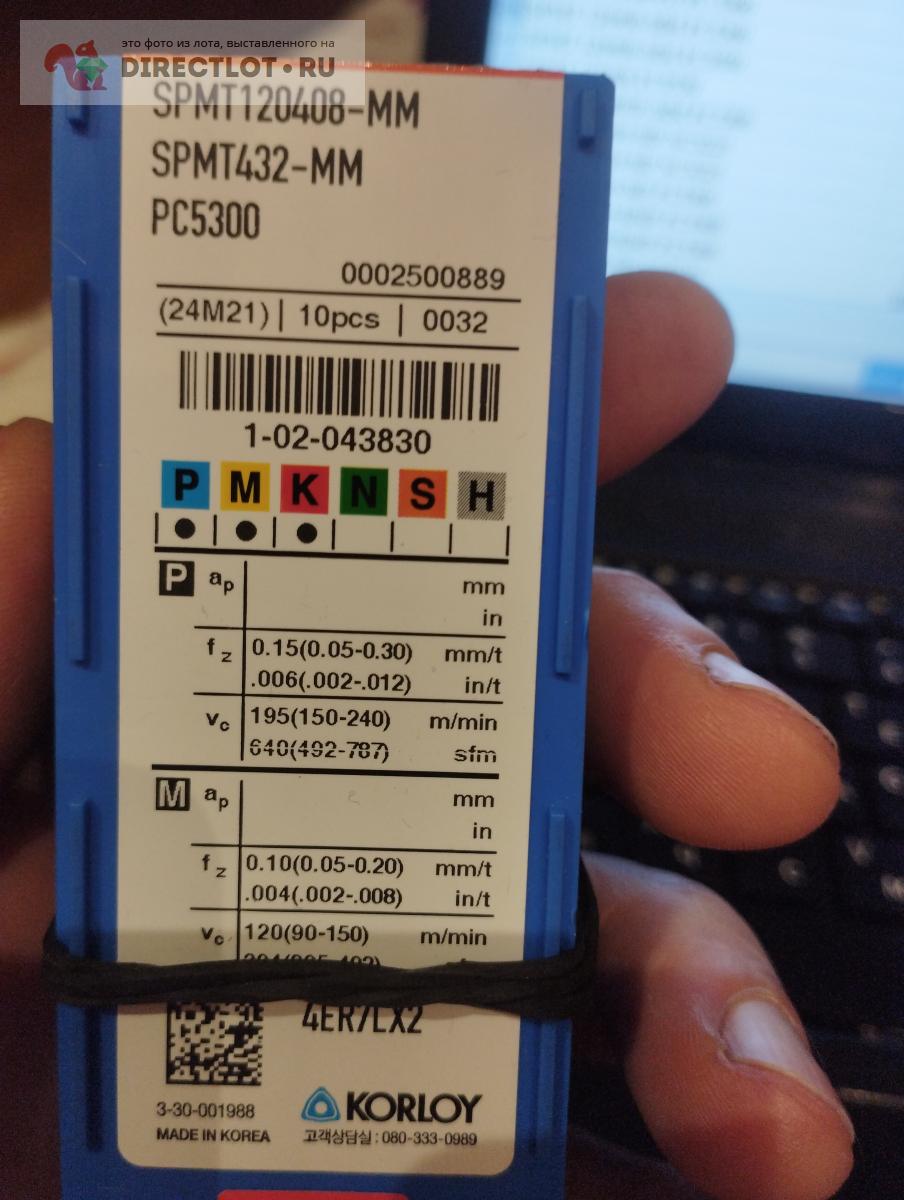 это фото из лота, выставленного на
DIRECTLOT•RU
SPMT120408-MM
SPMT432-MM
PC5300
0002500889
(24M21) | 10pcs | 0032
1-02-043830
P M K N S H
P ap mm
in
fz 0.15(0.05-0.30) mm/t
.006(.002-.012) in/t
vc 195(150-240) m/min
640(492-787) sfm
M ap mm
in
fz 0.10(0.05-0.20) mm/t
.004(.002-.008) in/t
vc 120(90-150) m/min
4ER7LX2
3-30-001988
KORLOY
MADE IN KOREA
고객상담실 : 080-333-0989